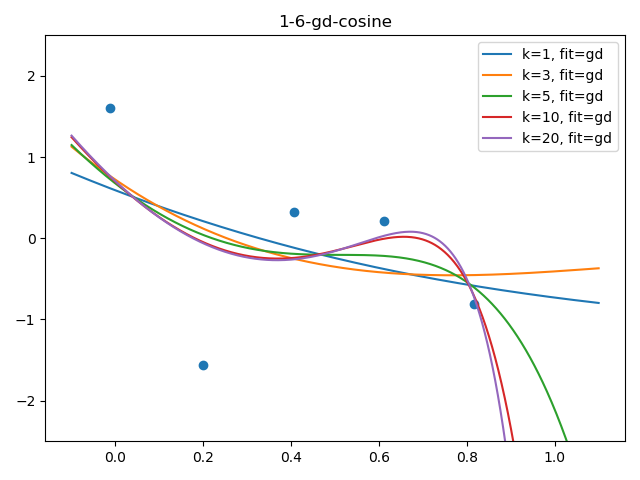 1-6-gd-cosine
k=1, fit=gd
k=3, fit=gd
k=5, fit=gd
k=10, fit=gd
k=20, fit=gd
2
1
0
−1
−2
0.0 0.2 0.4 0.6 0.8 1.0